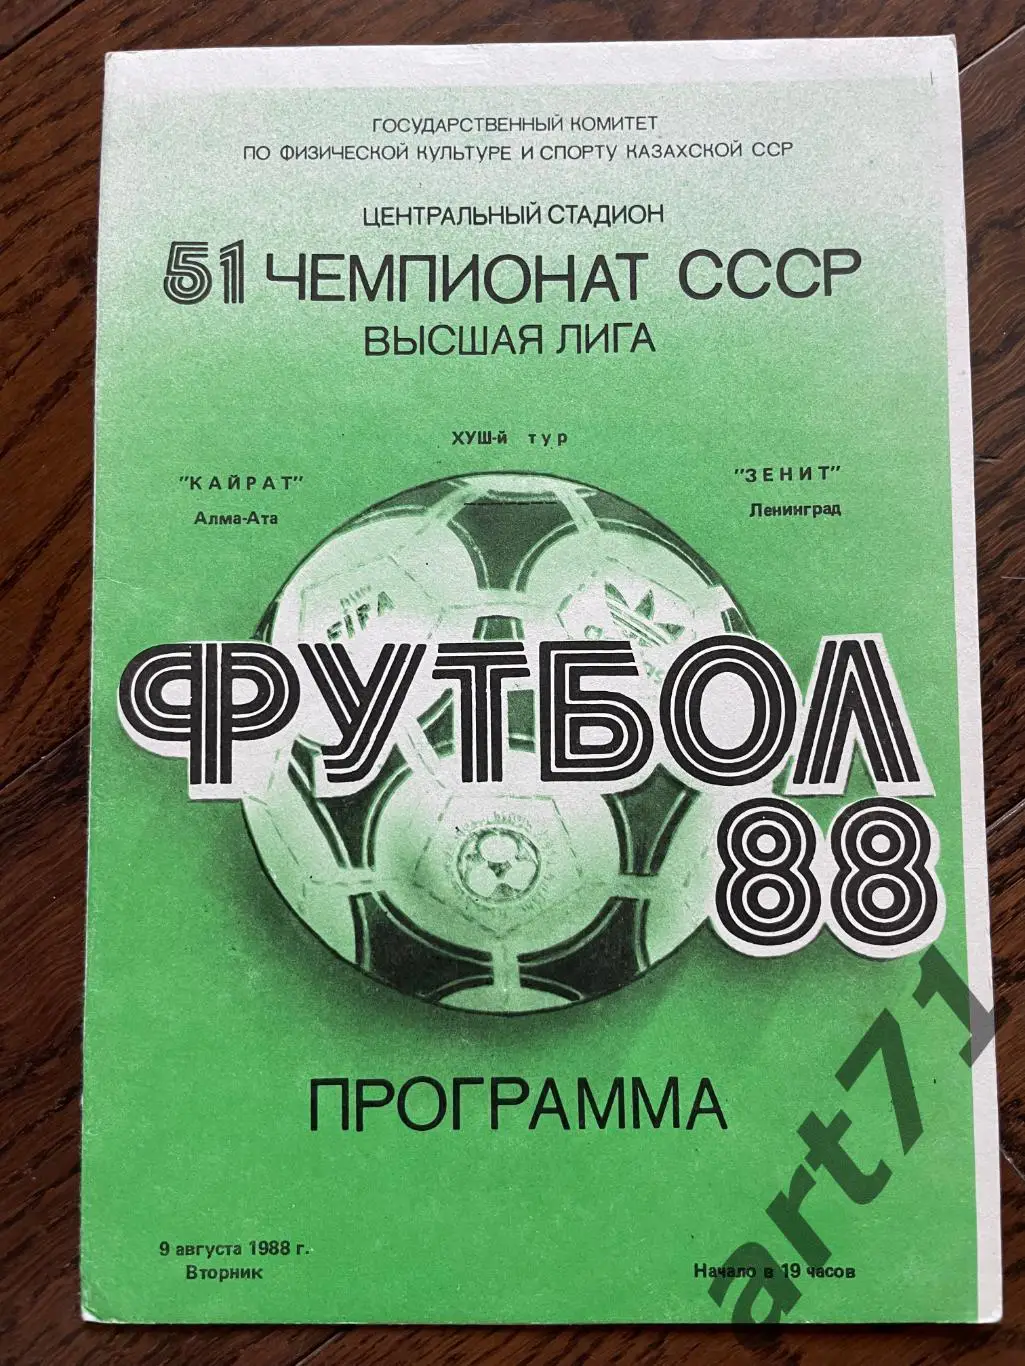 ГОСУДАРСТВЕННЫЙ КОМИТЕТ
ПО ФИЗИЧЕСКОЙ КУЛЬТУРЕ И СПОРТУ КАЗАХСКОЙ ССР
ЦЕНТРАЛЬНЫЙ СТАДИОН
51 ЧЕМПИОНАТ СССР
ВЫСШАЯ ЛИГА
ХУШ-й тур
"КАЙРАТ"
Алма-Ата
"ЗЕНИТ"
Ленинград
FIFA
ФУТБОЛ
88
ПРОГРАММА
9 августа 1988 г.
Вторник
Начало в 19 часов
art71